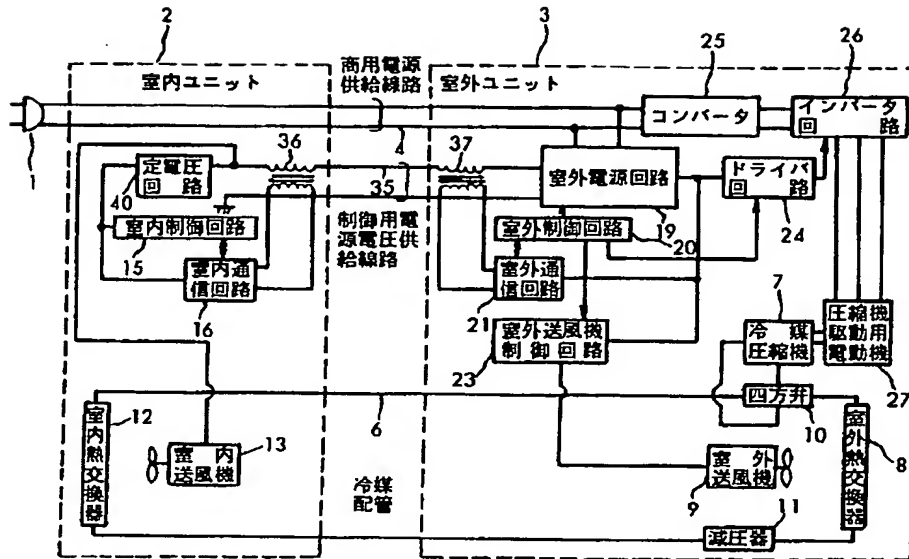 2
3
25
26
室内ユニット
商用電源
供給線路
室外ユニット
コンバータ
インバータ
回路
1
4
36
35
37
定電圧
回路
40
室外電源回路
19
ドライバ
回路
24
室内制御回路
15
制御用電
源電圧供
給線路
室外制御回路
20
室内通
信回路
16
室外通
信回路
21
室外送風機
制御回路
23
7
冷媒
圧縮機
圧縮機
駆動用
電動機
27
四方弁
10
6
12
室内熱交換器
室内
送風機
13
冷媒
配管
室外
送風機
9
室外熱交換器
8
11
減圧器